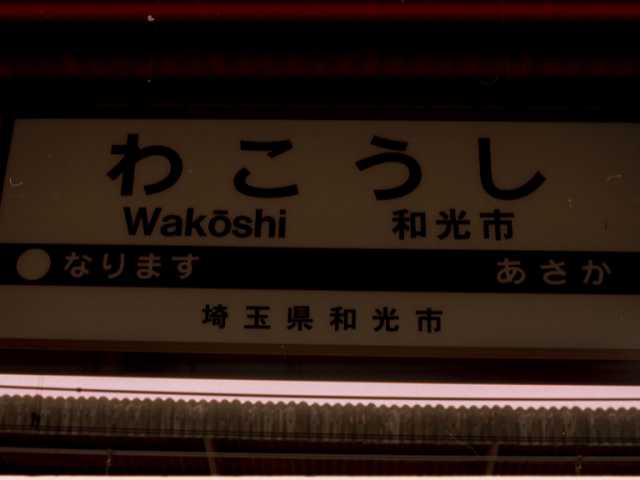 わこうし
Wakōshi 和光市
なります あさか
埼玉県和光市